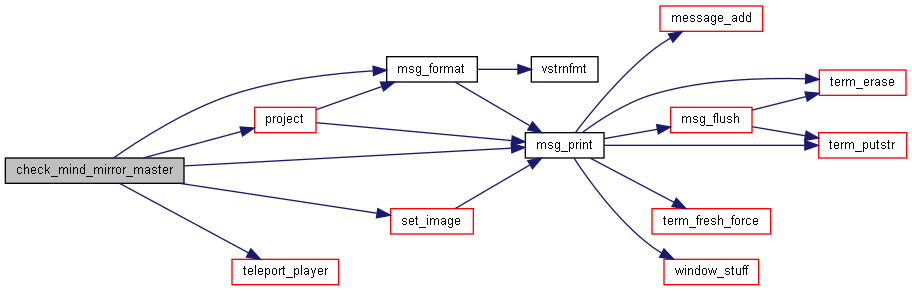 message_add
msg_format
vstrnfmt
term_erase
project
msg_flush
msg_print
term_putstr
check_mind_mirror_master
set_image
term_fresh_force
teleport_player
window_stuff